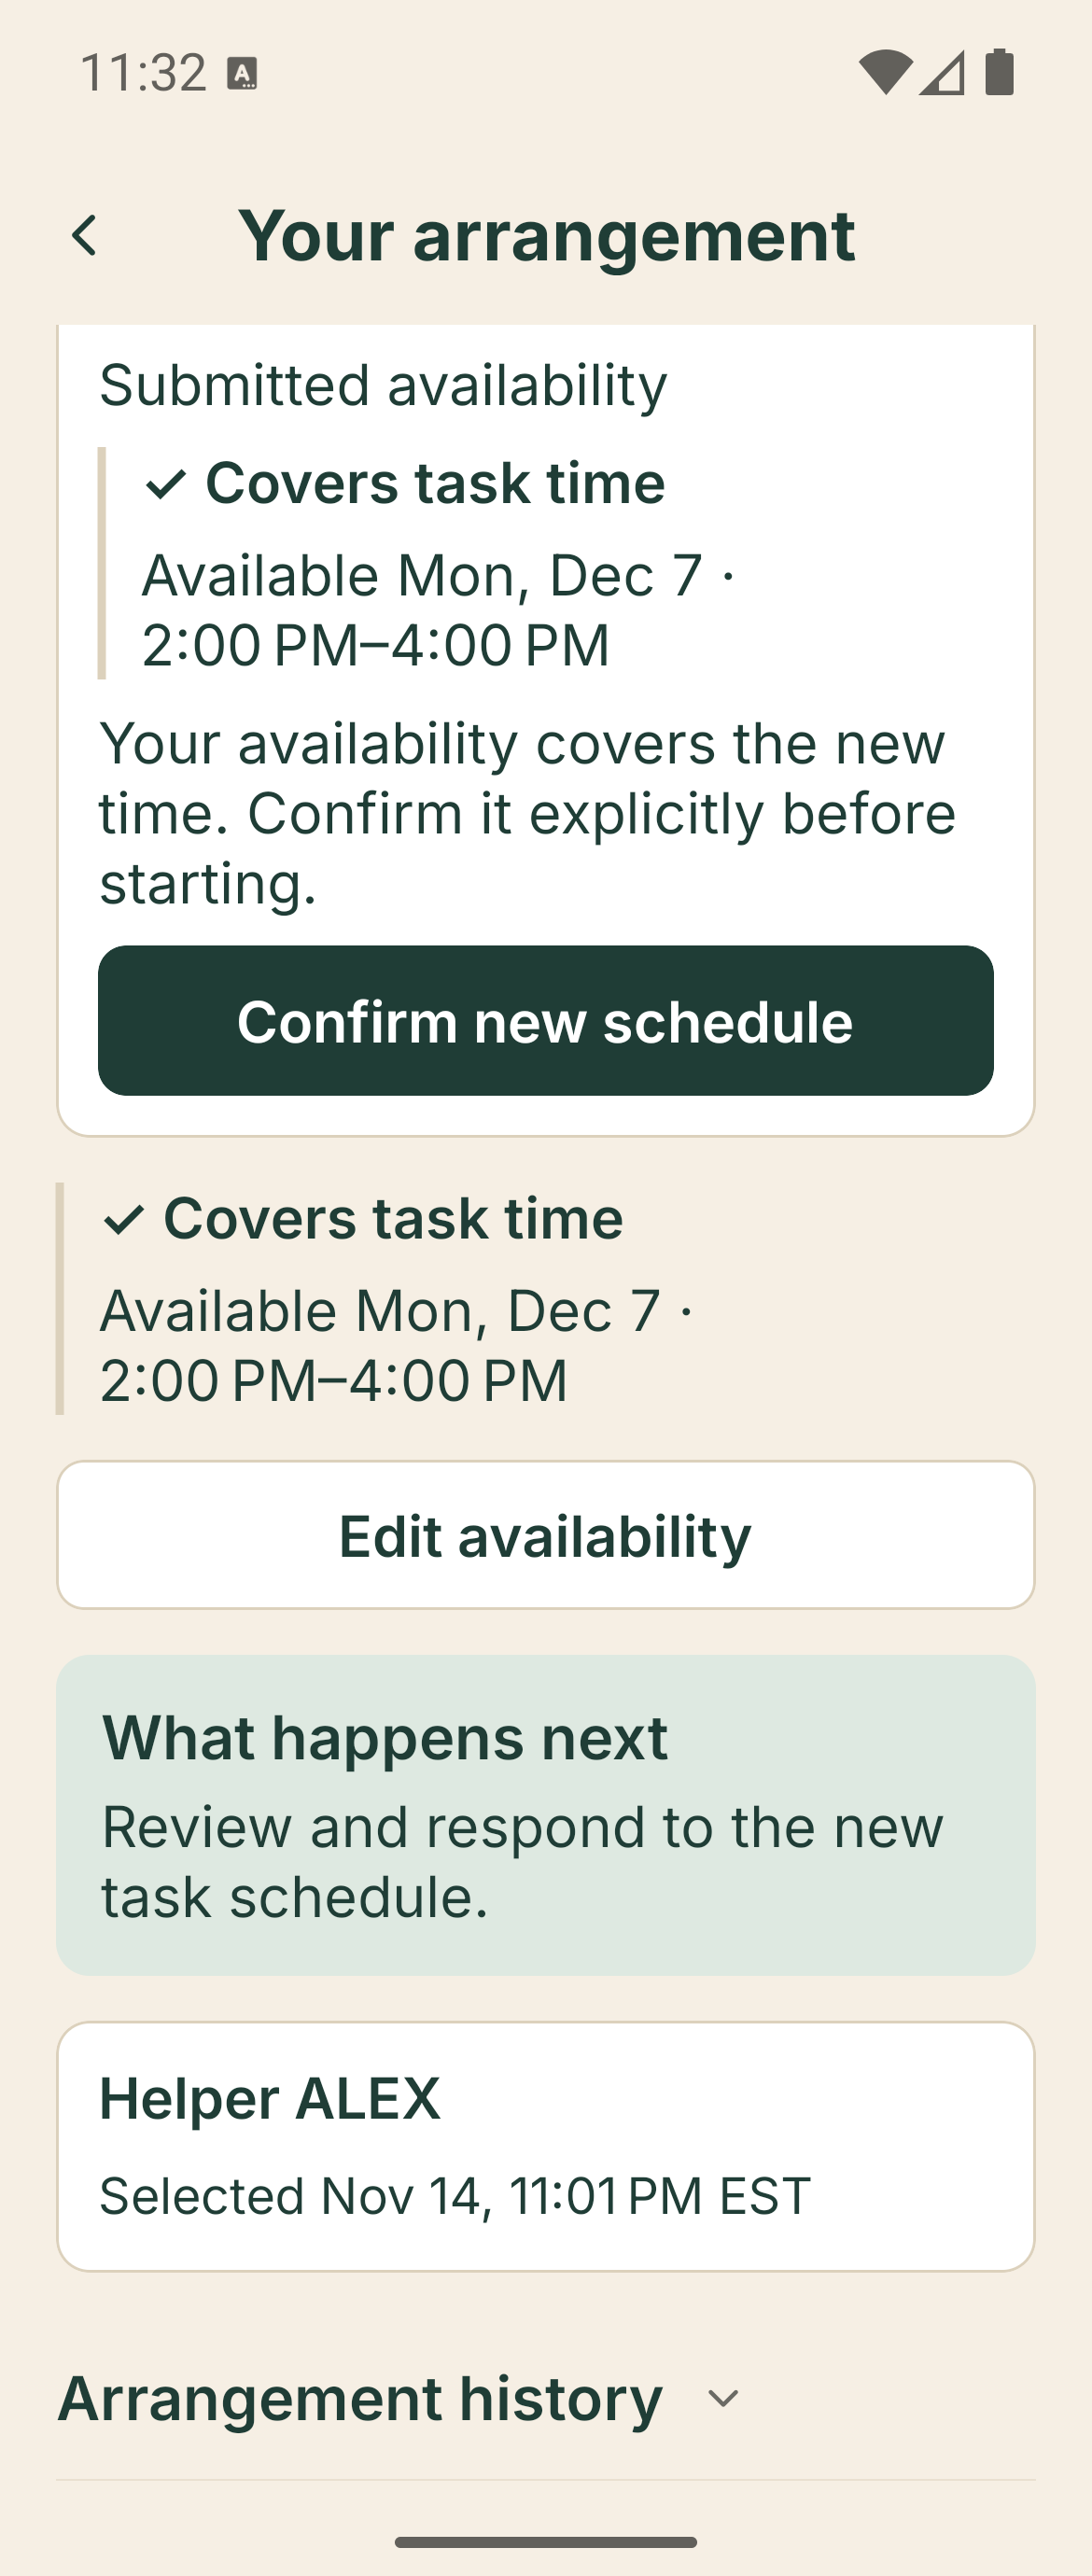 11:32
Your arrangement
Submitted availability
✓ Covers task time
Available Mon, Dec 7 ·
2:00 PM–4:00 PM
Your availability covers the new
time. Confirm it explicitly before
starting.
Confirm new schedule
✓ Covers task time
Available Mon, Dec 7 ·
2:00 PM–4:00 PM
Edit availability
What happens next
Review and respond to the new
task schedule.
Helper ALEX
Selected Nov 14, 11:01 PM EST
Arrangement history